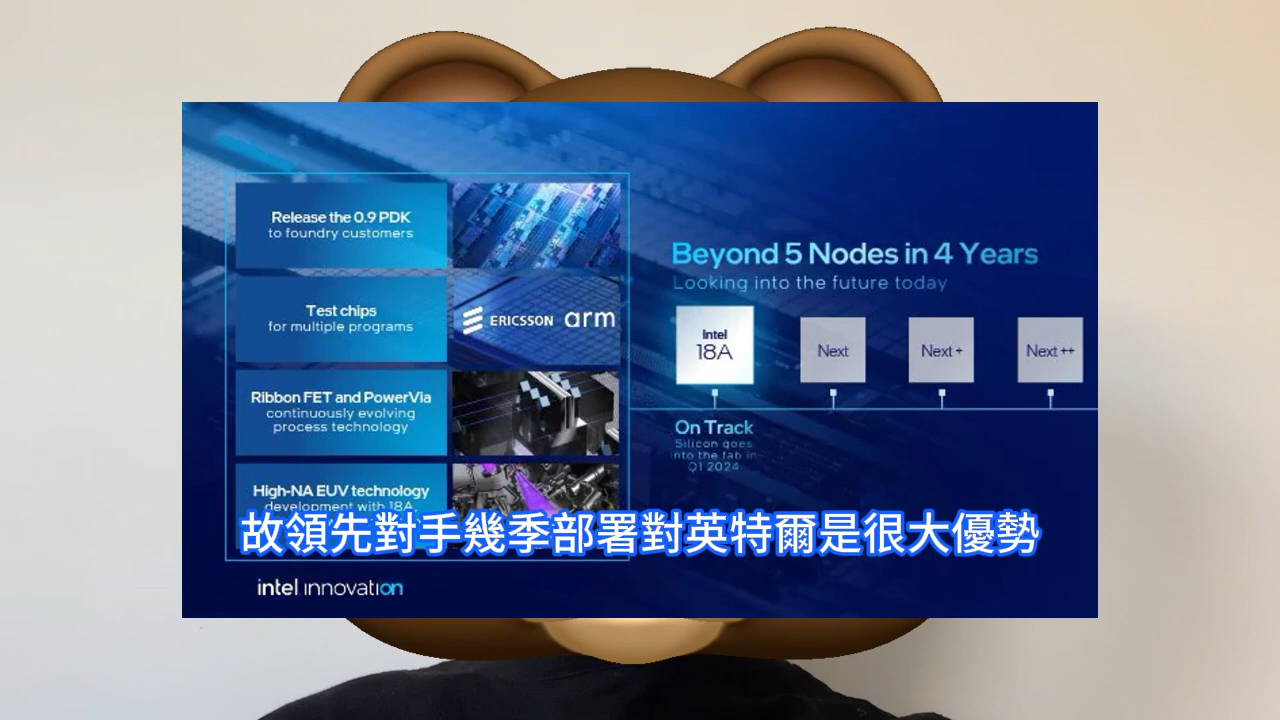 Release the 0.9 PDK
to foundry customers
Test chips
for multiple programs
ERICSSON arm
Ribbon FET and PowerVia
continuously evolving
process technology
High-NA EUV technology
development with 18A,
Beyond 5 Nodes in 4 Years
Looking into the future today
Intel
18A
Next
Next+
Next++
On Track
Silicon goes
into the fab in
Q1 2024
故領先對手幾季部署對英特爾是很大優勢
intel innovation